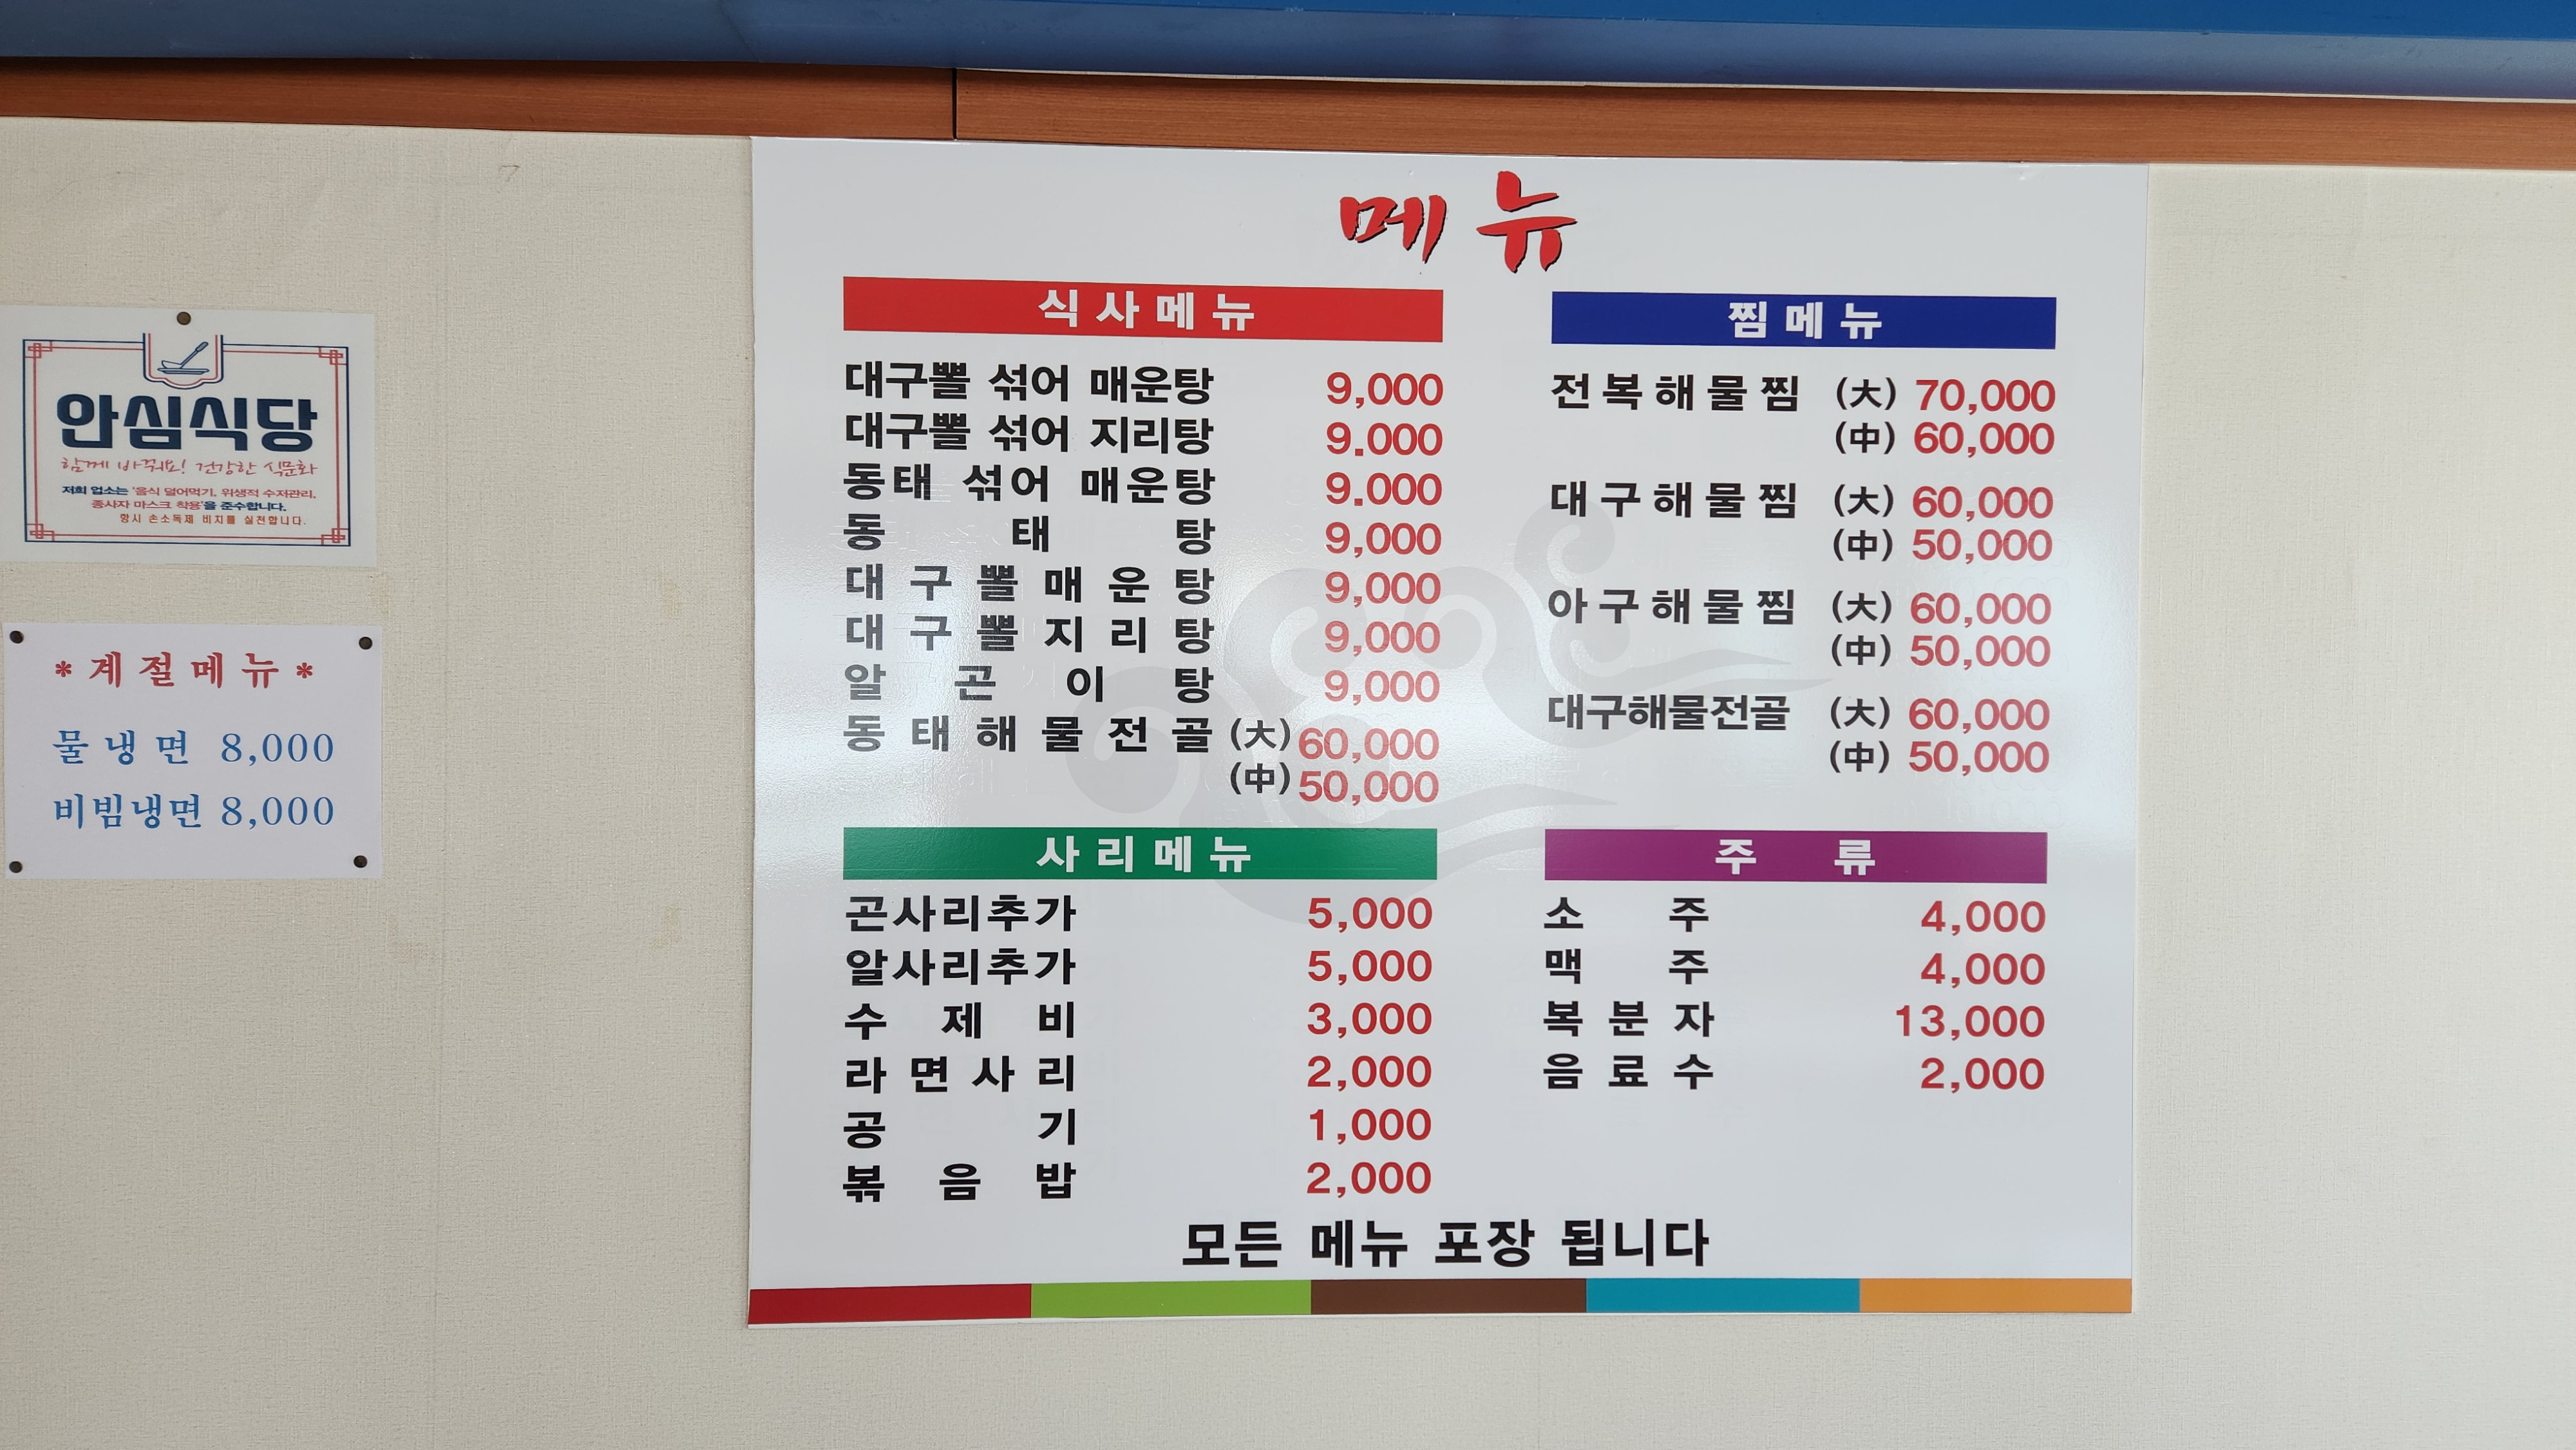 안심식당
함께 바꿔요! 건강한 식문화
저희 업소는 '음식 덜어먹기, 위생적 수저관리,
종사자 마스크 착용'을 준수합니다.
항시 손소독제 비치를 실천합니다.
*계절메뉴*
물냉면 8,000
비빔냉면 8,000
메뉴
식사메뉴
대구뽈 섞어 매운탕 9,000
대구뽈 섞어 지리탕 9.000
동태 섞어 매운탕 9.000
동태탕 9,000
대구뽈매운탕 9,000
대구뽈지리탕 9,000
알곤이탕 9,000
동태해물전골 (大) 60,000
(中) 50,000
찜메뉴
전복해물찜 (大) 70,000
(中) 60,000
대구해물찜 (大) 60,000
(中) 50,000
아구해물찜 (大) 60,000
(中) 50,000
대구해물전골 (大) 60,000
(中) 50,000
사리메뉴
곤사리추가 5,000
알사리추가 5,000
수제비 3,000
라면사리 2,000
공기 1,000
볶음밥 2,000
주류
소주 4,000
맥주 4,000
복분자 13,000
음료수 2,000
모든 메뉴 포장 됩니다